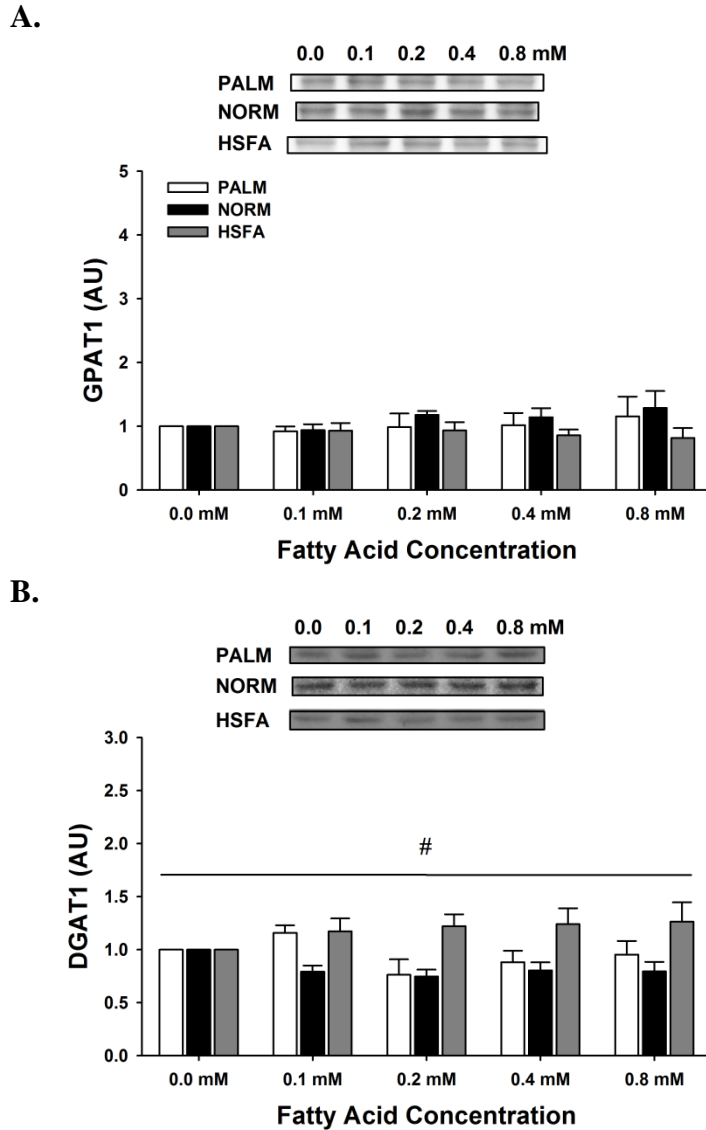 A.
0.0 0.1 0.2 0.4 0.8 mM
PALM
NORM
HSFA
PALM
NORM
HSFA
5
4
3
2
1
0
GPAT1 (AU)
0.0 mM 0.1 mM 0.2 mM 0.4 mM 0.8 mM
Fatty Acid Concentration
B.
0.0 0.1 0.2 0.4 0.8 mM
PALM
NORM
HSFA
3.0
2.5
2.0
1.5
1.0
0.5
0.0
DGAT1 (AU)
#
0.0 mM 0.1 mM 0.2 mM 0.4 mM 0.8 mM
Fatty Acid Concentration